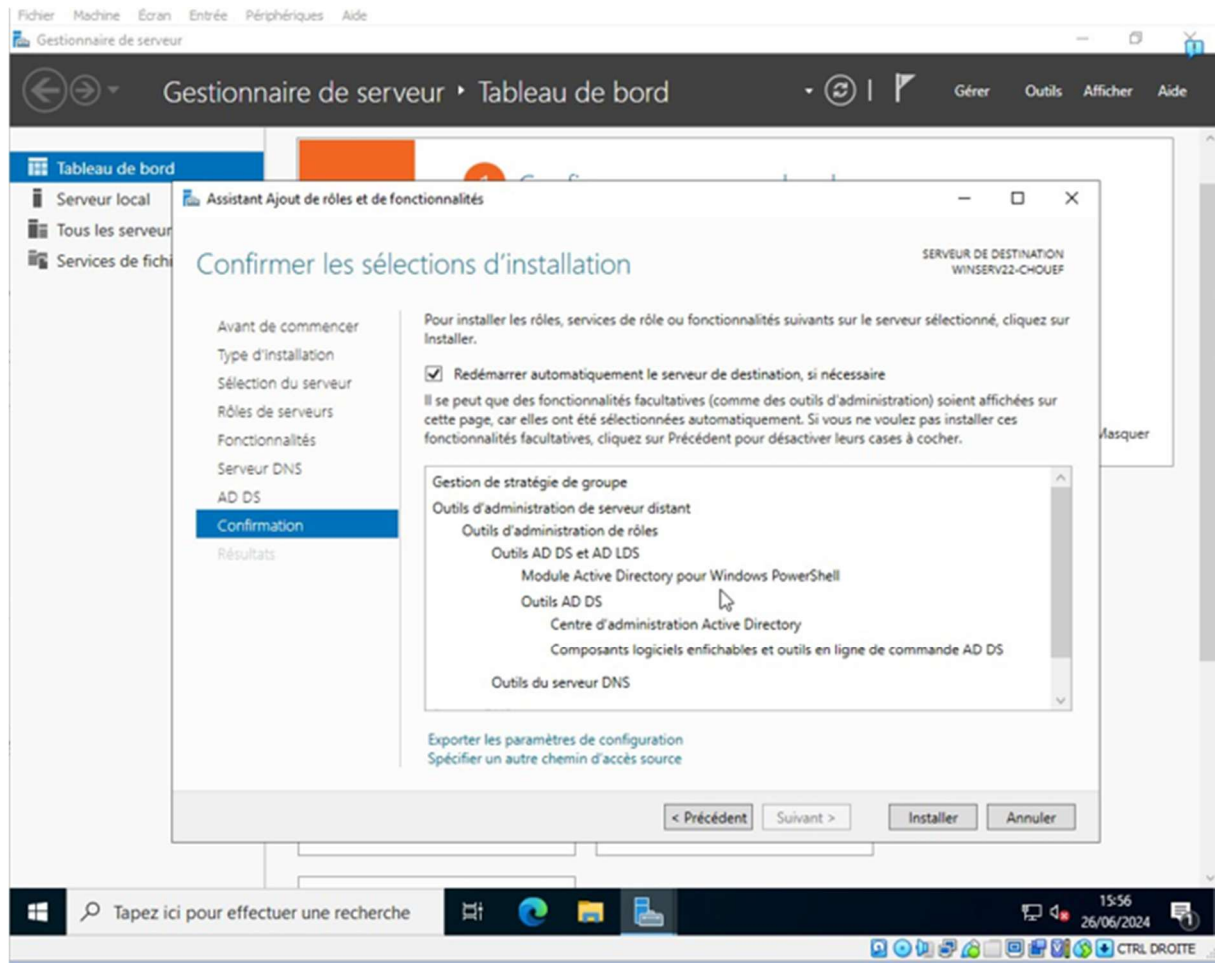 Fichier Machine Écran Entrée Périphériques Aide
Gestionnaire de serveur
Gestionnaire de serveur Tableau de bord
Gérer Outils Afficher Aide
Tableau de bord
Serveur local
Tous les serveur
Services de fichi
Assistant Ajout de rôles et de fonctionnalités
Confirmer les sélections d'installation
SERVEUR DE DESTINATION
WINSERV22-CHOUEF
Avant de commencer
Type d'installation
Sélection du serveur
Rôles de serveurs
Fonctionnalités
Serveur DNS
AD DS
Confirmation
Résultats
Pour installer les rôles, services de rôle ou fonctionnalités suivants sur le serveur sélectionné, cliquez sur
Installer.
Redémarrer automatiquement le serveur de destination, si nécessaire
Il se peut que des fonctionnalités facultatives (comme des outils d'administration) soient affichées sur
cette page, car elles ont été sélectionnées automatiquement. Si vous ne voulez pas installer ces
fonctionnalités facultatives, cliquez sur Précédent pour désactiver leurs cases à cocher.
Masquer
Gestion de stratégie de groupe
Outils d'administration de serveur distant
Outils d'administration de rôles
Outils AD DS et AD LDS
Module Active Directory pour Windows PowerShell
Outils AD DS
Centre d'administration Active Directory
Composants logiciels enfichables et outils en ligne de commande AD DS
Outils du serveur DNS
Exporter les paramètres de configuration
Spécifier un autre chemin d'accès source
< Précédent Suivant > Installer Annuler
Tapez ici pour effectuer une recherche
15:56
26/06/2024
1
CTRL DROITE